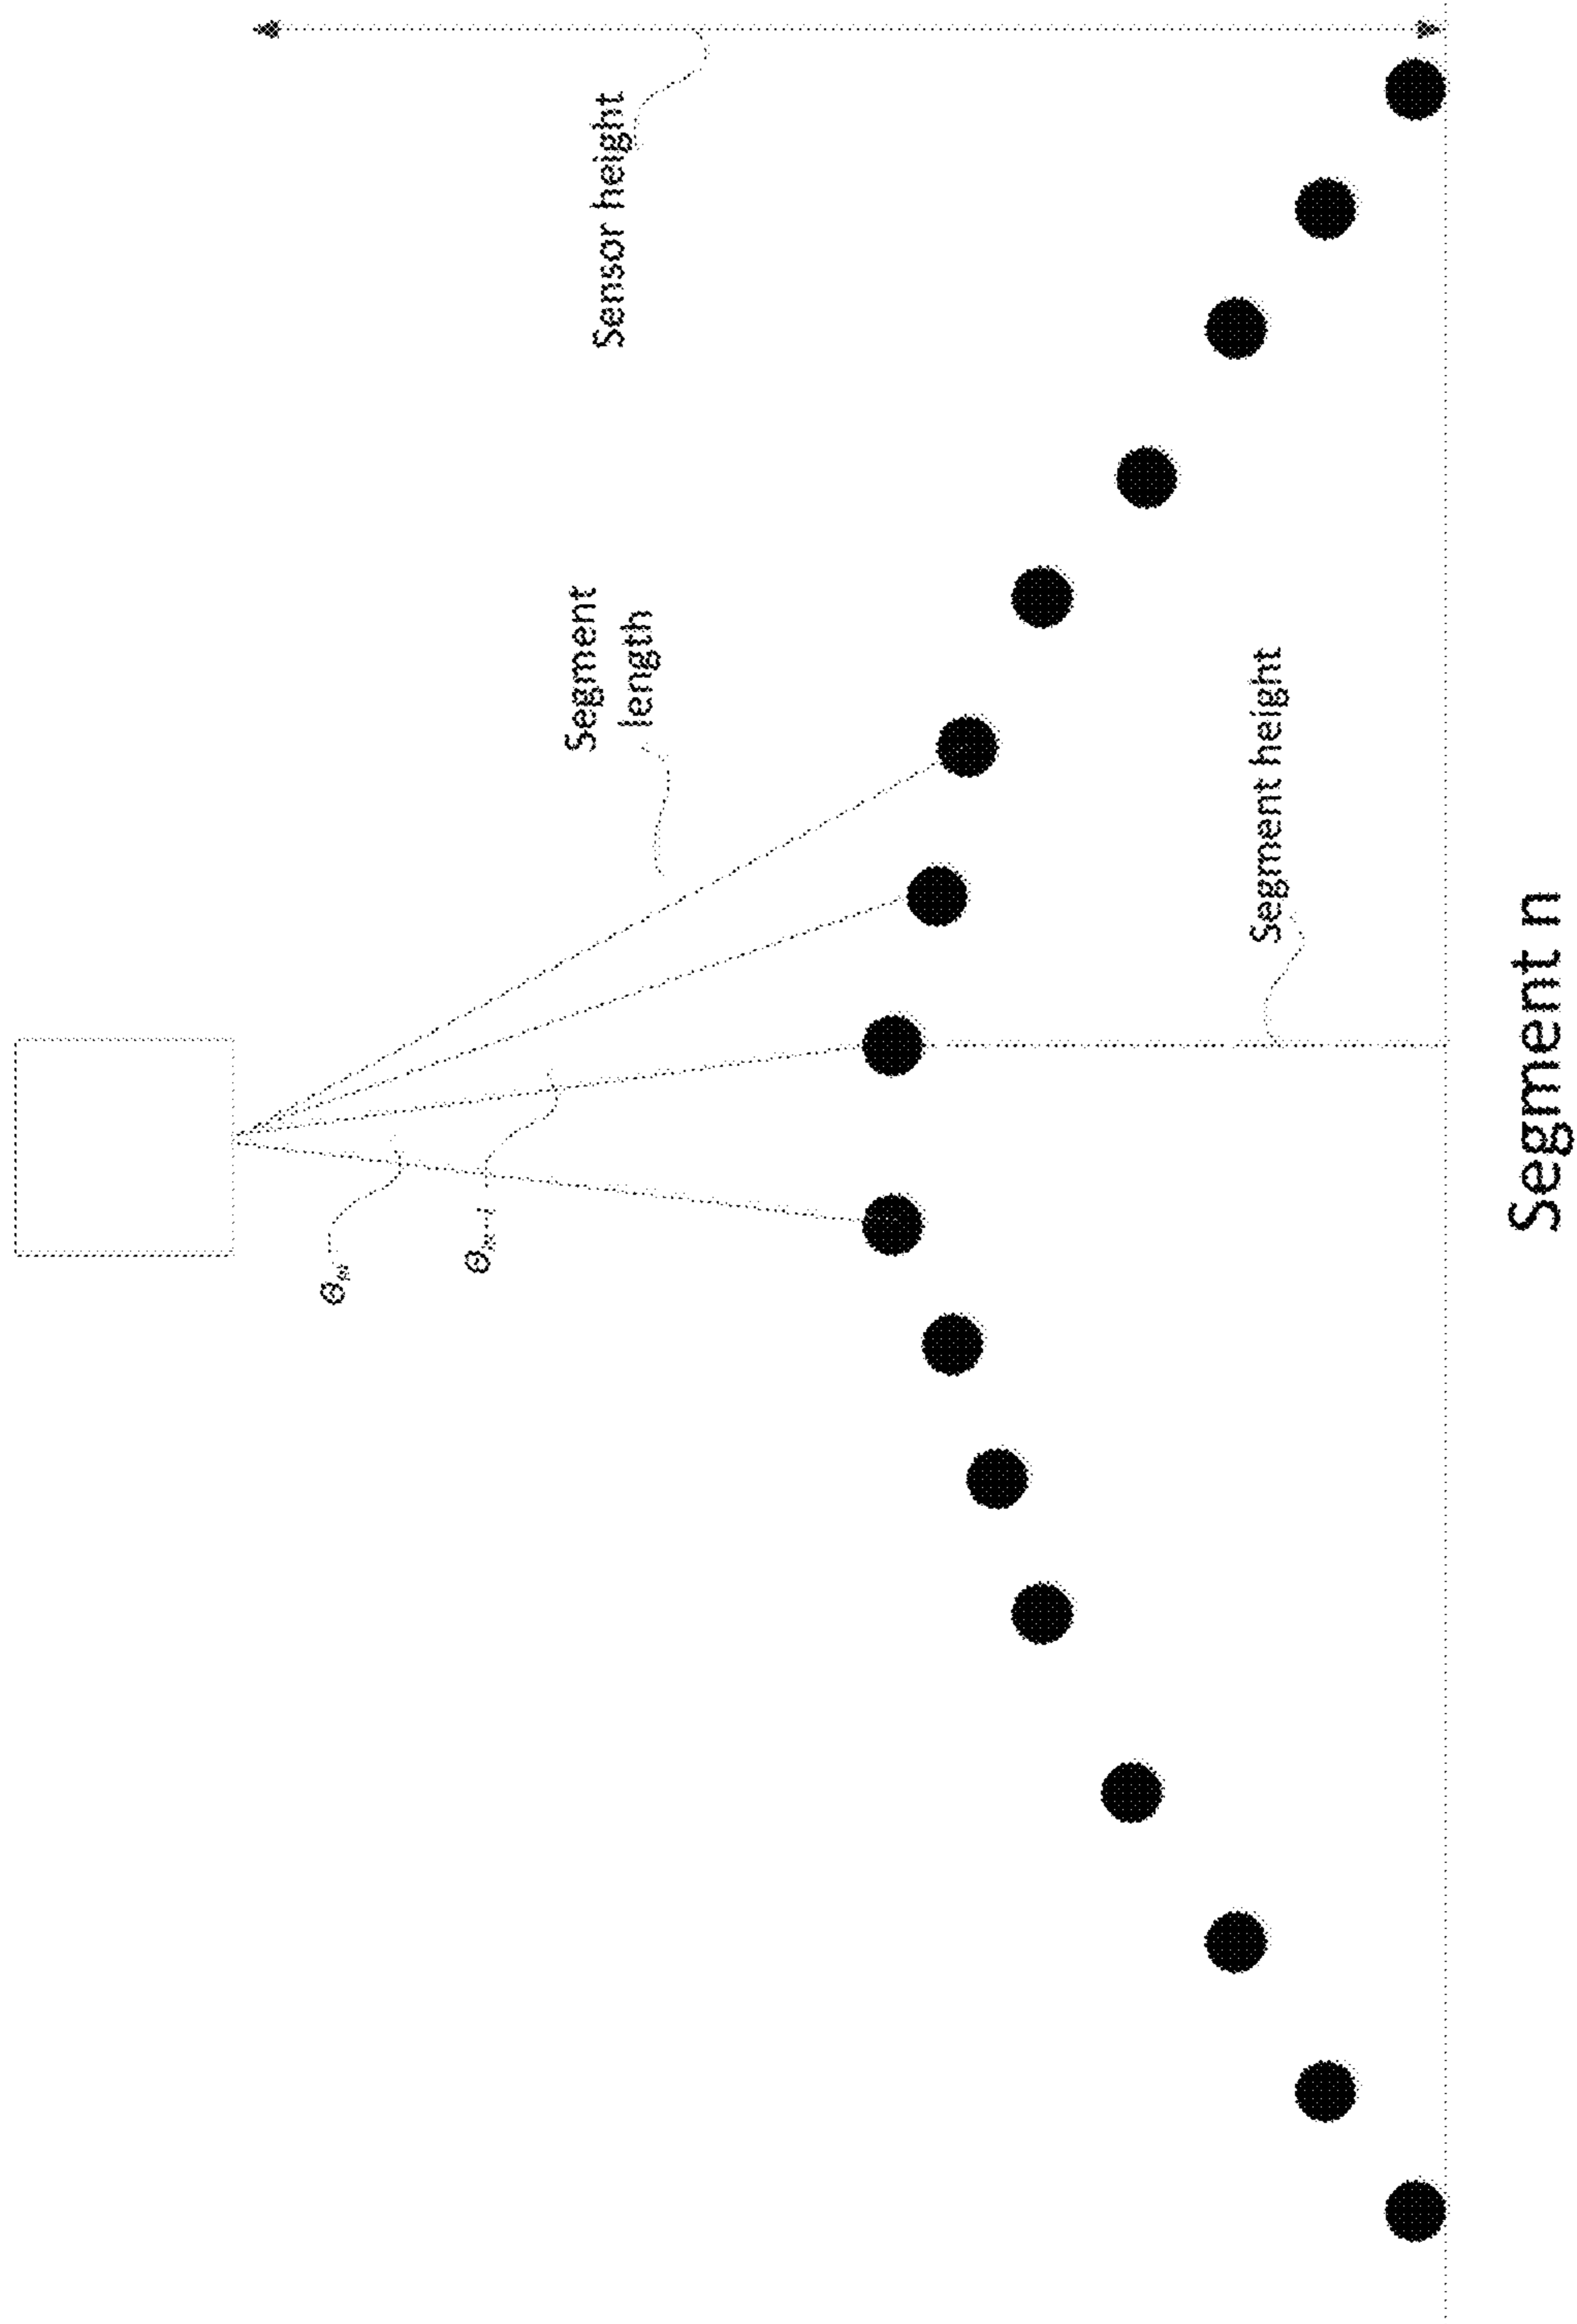 Sensor height
Segment
length
Segment height
Segment n